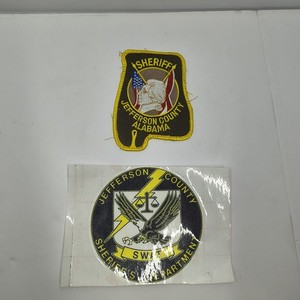 SHERIFF
JEFFERSON COUNTY
ALABAMA
JEFFERSON COUNTY
SWAT
SHERIFF'S DEPARTMENT